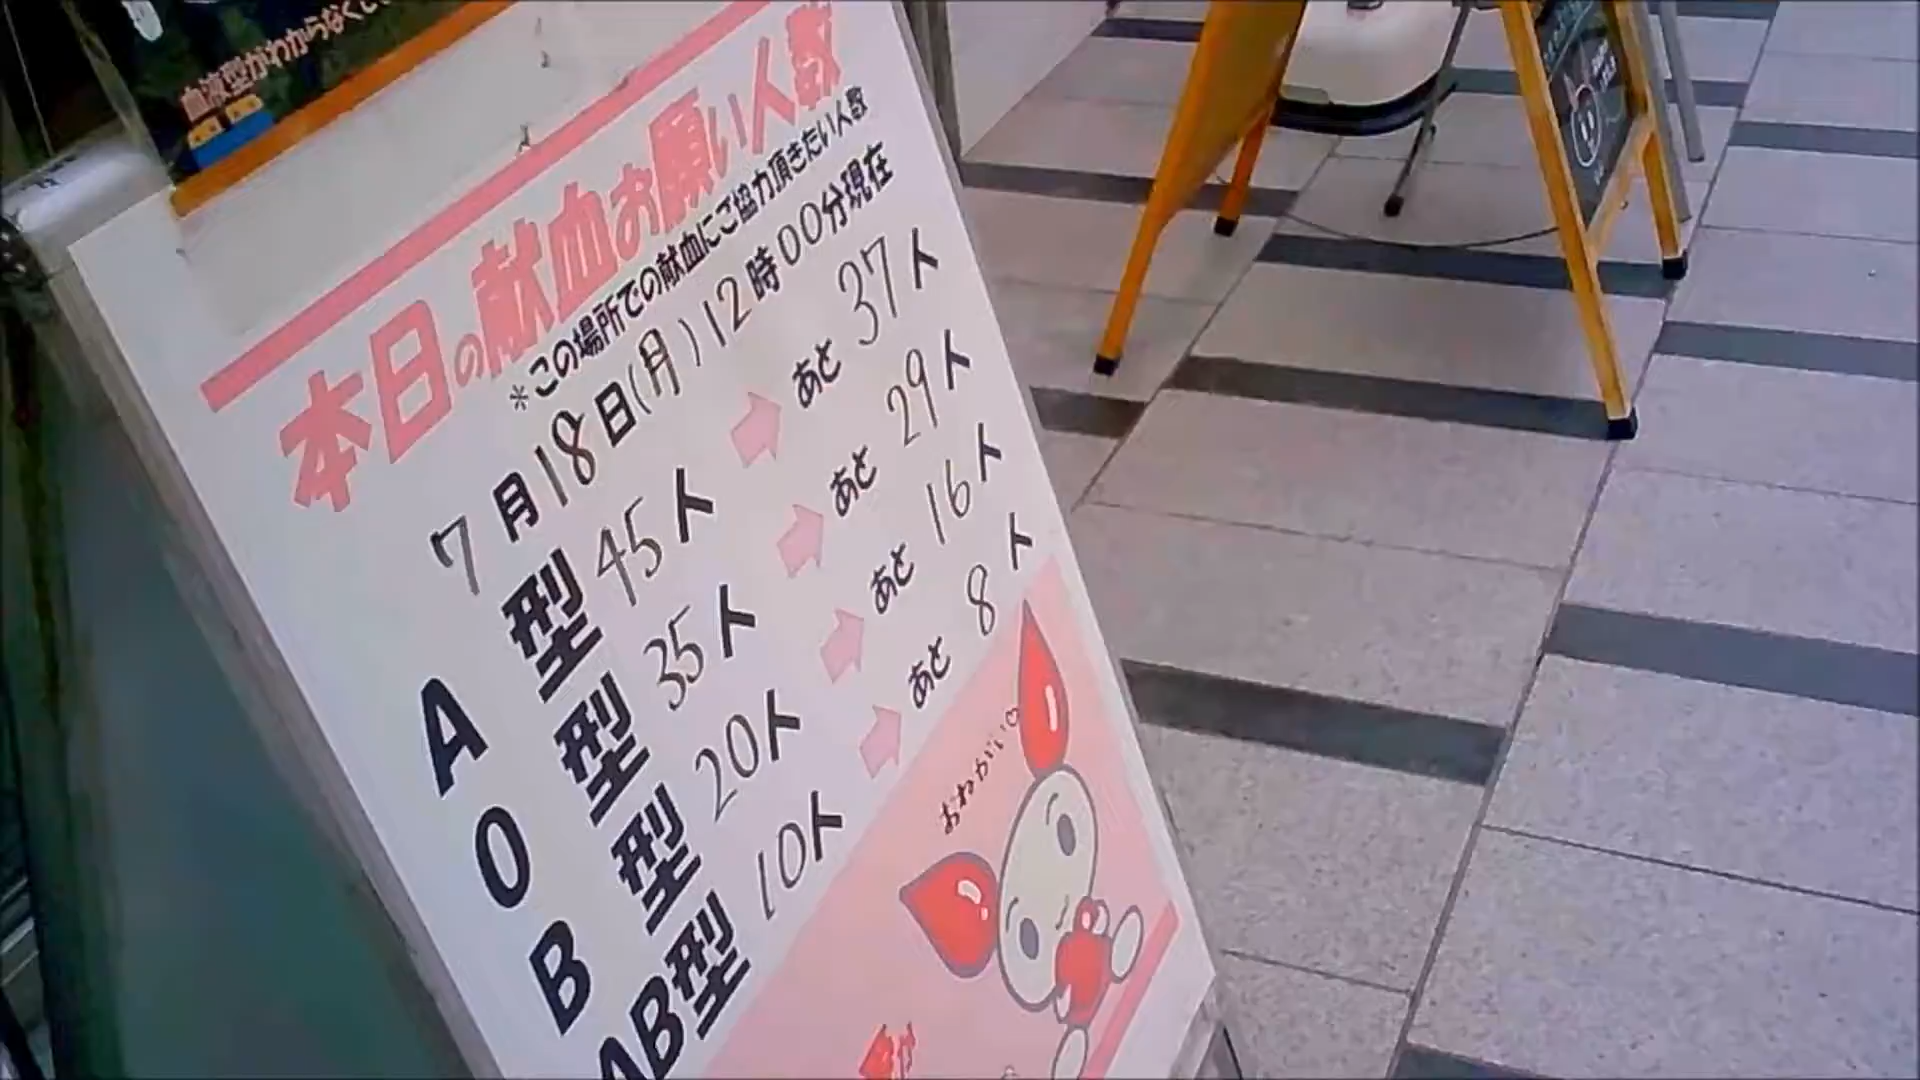 血液型がわからなくて
本日の献血お願い人数
*この場所での献血にご協力頂きたい人数
7月18日(月)12時00分現在
A型 45人 あと 37人
O型 35人 あと 29人
B型 20人 あと 16人
AB型 10人 あと 8人
おねがい♡